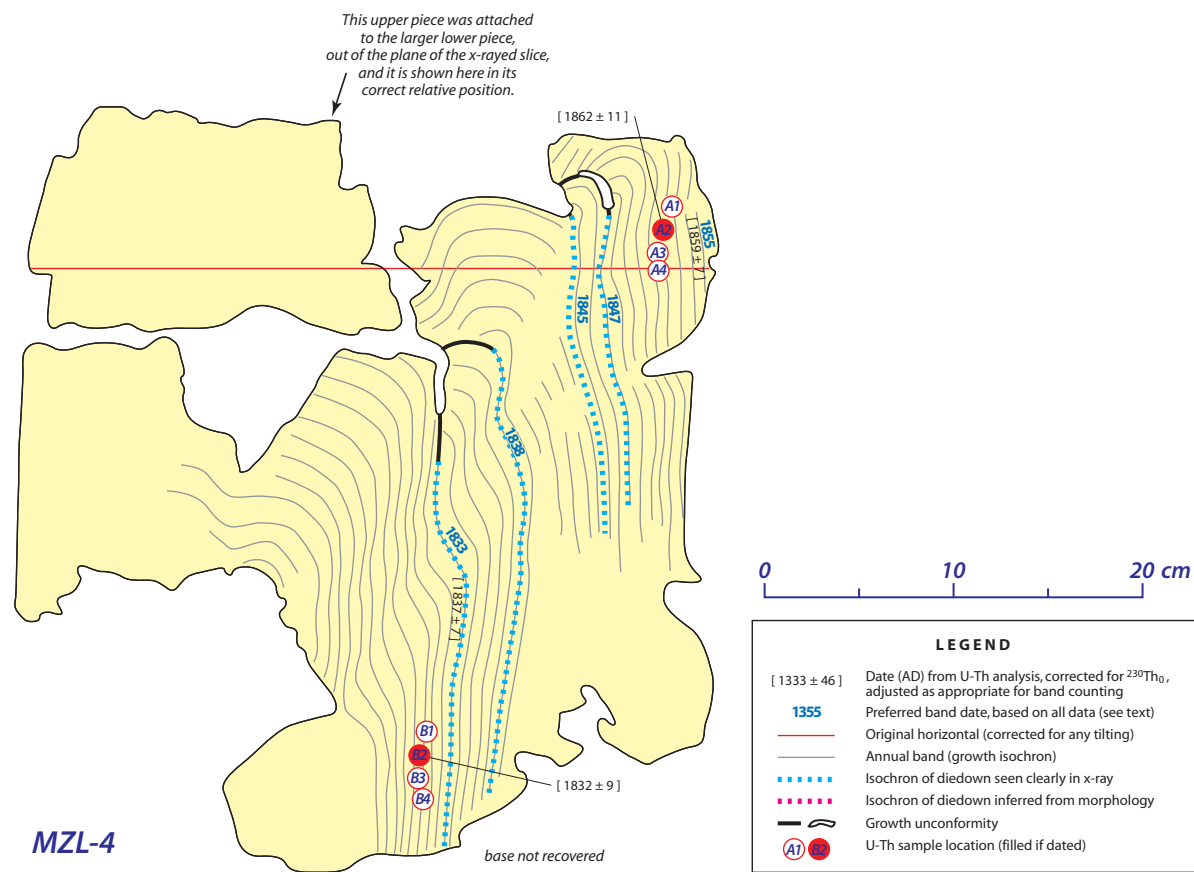 This upper piece was attached
to the larger lower piece,
out of the plane of the x-rayed slice,
and it is shown here in its
correct relative position.
[ 1862 ± 11 ]
A1
A2
A3
A4
1855
[ 1859 ± 7 ]
1845
1847
1838
1833
[ 1837 ± 7 ]
B1
B2
B3
B4
[ 1832 ± 9 ]
base not recovered
MZL-4
0 10 20 cm
LEGEND
[ 1333 ± 46 ] Date (AD) from U-Th analysis, corrected for ²³⁰Th₀ ,
adjusted as appropriate for band counting
1355 Preferred band date, based on all data (see text)
Original horizontal (corrected for any tilting)
Annual band (growth isochron)
Isochron of diedown seen clearly in x-ray
Isochron of diedown inferred from morphology
Growth unconformity
A1 B2 U-Th sample location (filled if dated)